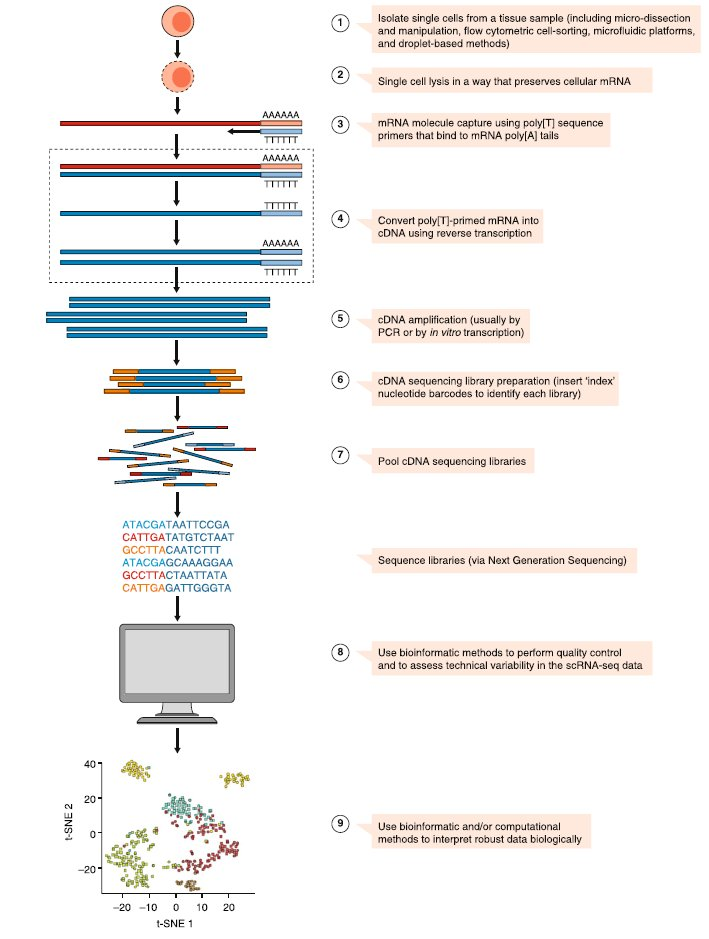 1
Isolate single cells from a tissue sample (including micro-dissection
and manipulation, flow cytometric cell-sorting, microfluidic platforms,
and droplet-based methods)
2
Single cell lysis in a way that preserves cellular mRNA
AAAAAA
TTTTTT
3
mRNA molecule capture using poly[T] sequence
primers that bind to mRNA poly[A] tails
AAAAAA
TTTTTT
TTTTTT
AAAAAA
TTTTTT
4
Convert poly[T]-primed mRNA into
cDNA using reverse transcription
5
cDNA amplification (usually by
PCR or by in vitro transcription)
6
cDNA sequencing library preparation (insert ‘index’
nucleotide barcodes to identify each library)
7
Pool cDNA sequencing libraries
ATACGATAATTCCGA
CATTGATATGTCTAAT
GCCTTACAATCTTT
ATACGAGCAAAGGAA
GCCTTACTAATTATA
CATTGAGATTGGGTA
Sequence libraries (via Next Generation Sequencing)
8
Use bioinformatic methods to perform quality control
and to assess technical variability in the scRNA-seq data
9
Use bioinformatic and/or computational
methods to interpret robust data biologically
40
20
0
−20
t-SNE 2
−20 −10 0 10 20
t-SNE 1